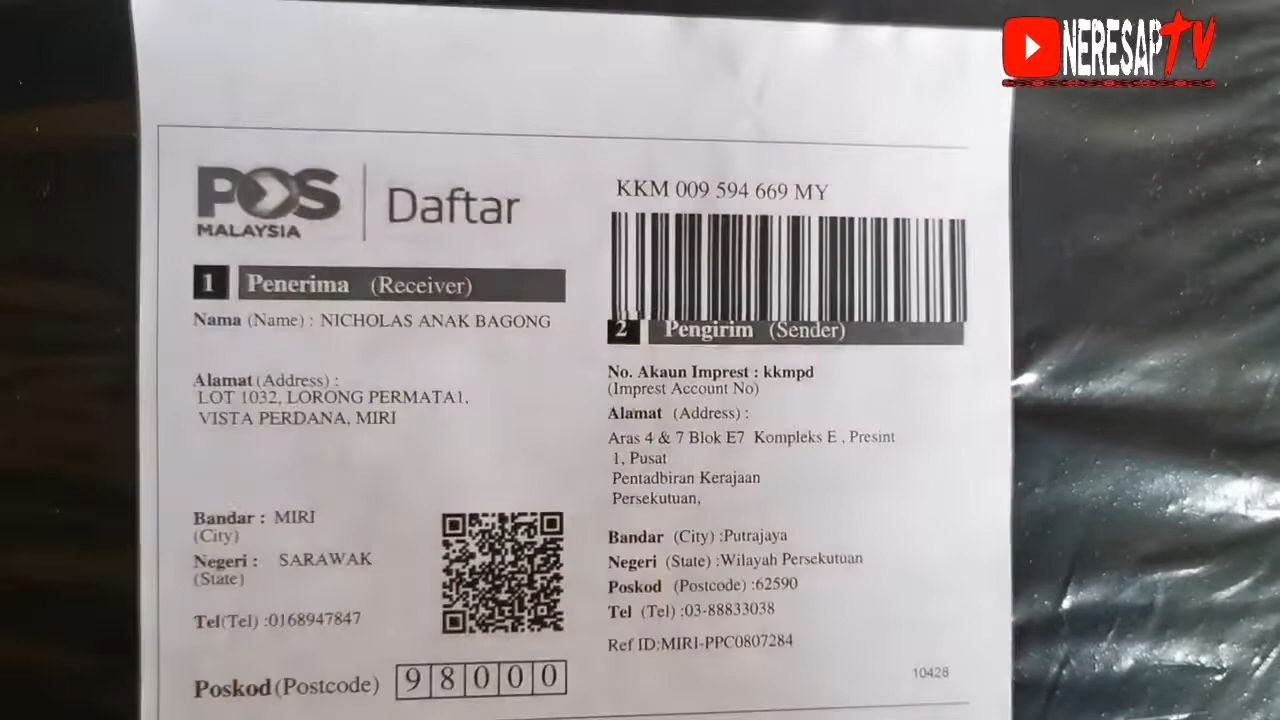 NERESAP TV
POS
MALAYSIA
Daftar
1 Penerima (Receiver)
Nama (Name) : NICHOLAS ANAK BAGONG
Alamat (Address) :
LOT 1032, LORONG PERMATA1,
VISTA PERDANA, MIRI
Bandar : MIRI
(City)
Negeri : SARAWAK
(State)
Tel(Tel) :0168947847
Poskod (Postcode) 98000
KKM 009 594 669 MY
2 Pengirim (Sender)
No. Akaun Imprest : kkmpd
(Imprest Account No)
Alamat (Address) :
Aras 4 & 7 Blok E7 Kompleks E , Presint
1, Pusat
Pentadbiran Kerajaan
Persekutuan,
Bandar (City) :Putrajaya
Negeri (State) :Wilayah Persekutuan
Poskod (Postcode) :62590
Tel (Tel) :03-88833038
Ref ID:MIRI-PPC0807284
10428